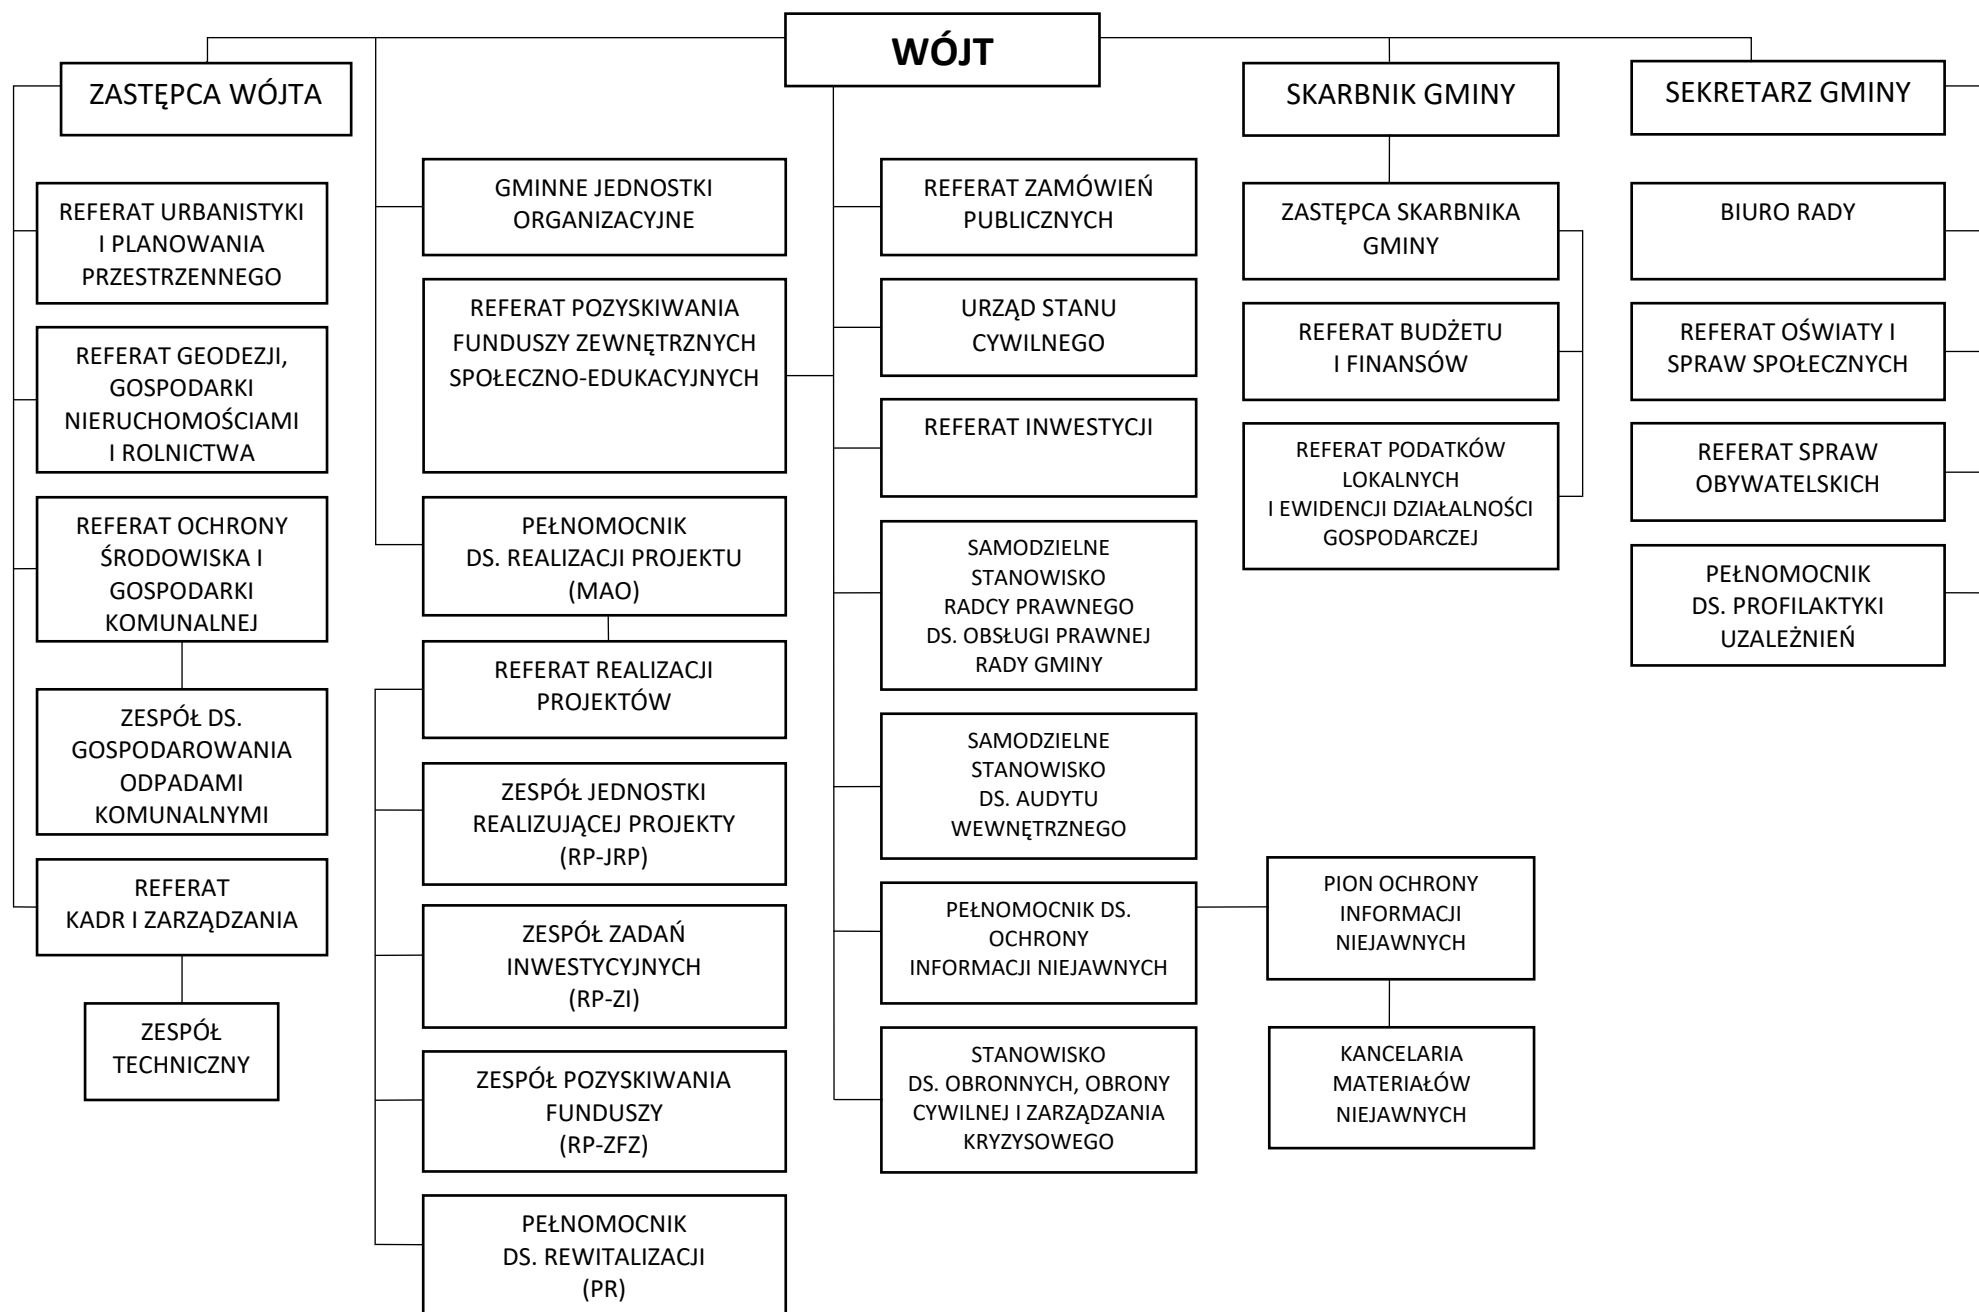 WÓJT
ZASTĘPCA WÓJTA
SKARBNIK GMINY
SEKRETARZ GMINY
REFERAT URBANISTYKI
I PLANOWANIA
PRZESTRZENNEGO
REFERAT GEODEZJI,
GOSPODARKI
NIERUCHOMOŚCIAMI
I ROLNICTWA
REFERAT OCHRONY
ŚRODOWISKA I
GOSPODARKI
KOMUNALNEJ
ZESPÓŁ DS.
GOSPODAROWANIA
ODPADAMI
KOMUNALNYMI
REFERAT
KADR I ZARZĄDZANIA
ZESPÓŁ
TECHNICZNY
GMINNE JEDNOSTKI
ORGANIZACYJNE
REFERAT POZYSKIWANIA
FUNDUSZY ZEWNĘTRZNYCH
SPOŁECZNO-EDUKACYJNYCH
PEŁNOMOCNIK
DS. REALIZACJI PROJEKTU
(MAO)
REFERAT REALIZACJI
PROJEKTÓW
ZESPÓŁ JEDNOSTKI
REALIZUJĄCEJ PROJEKTY
(RP-JRP)
ZESPÓŁ ZADAŃ
INWESTYCYJNYCH
(RP-ZI)
ZESPÓŁ POZYSKIWANIA
FUNDUSZY
(RP-ZFZ)
PEŁNOMOCNIK
DS. REWITALIZACJI
(PR)
REFERAT ZAMÓWIEŃ
PUBLICZNYCH
URZĄD STANU
CYWILNEGO
REFERAT INWESTYCJI
SAMODZIELNE
STANOWISKO
RADCY PRAWNEGO
DS. OBSŁUGI PRAWNEJ
RADY GMINY
SAMODZIELNE
STANOWISKO
DS. AUDYTU
WEWNĘTRZNEGO
PEŁNOMOCNIK DS.
OCHRONY
INFORMACJI NIEJAWNYCH
STANOWISKO
DS. OBRONNYCH, OBRONY
CYWILNEJ I ZARZĄDZANIA
KRYZYSOWEGO
ZASTĘPCA SKARBNIKA
GMINY
REFERAT BUDŻETU
I FINANSÓW
REFERAT PODATKÓW
LOKALNYCH
I EWIDENCJI DZIAŁALNOŚCI
GOSPODARCZEJ
PION OCHRONY
INFORMACJI
NIEJAWNYCH
KANCELARIA
MATERIAŁÓW
NIEJAWNYCH
BIURO RADY
REFERAT OŚWIATY I
SPRAW SPOŁECZNYCH
REFERAT SPRAW
OBYWATELSKICH
PEŁNOMOCNIK
DS. PROFILAKTYKI
UZALEŻNIEŃ